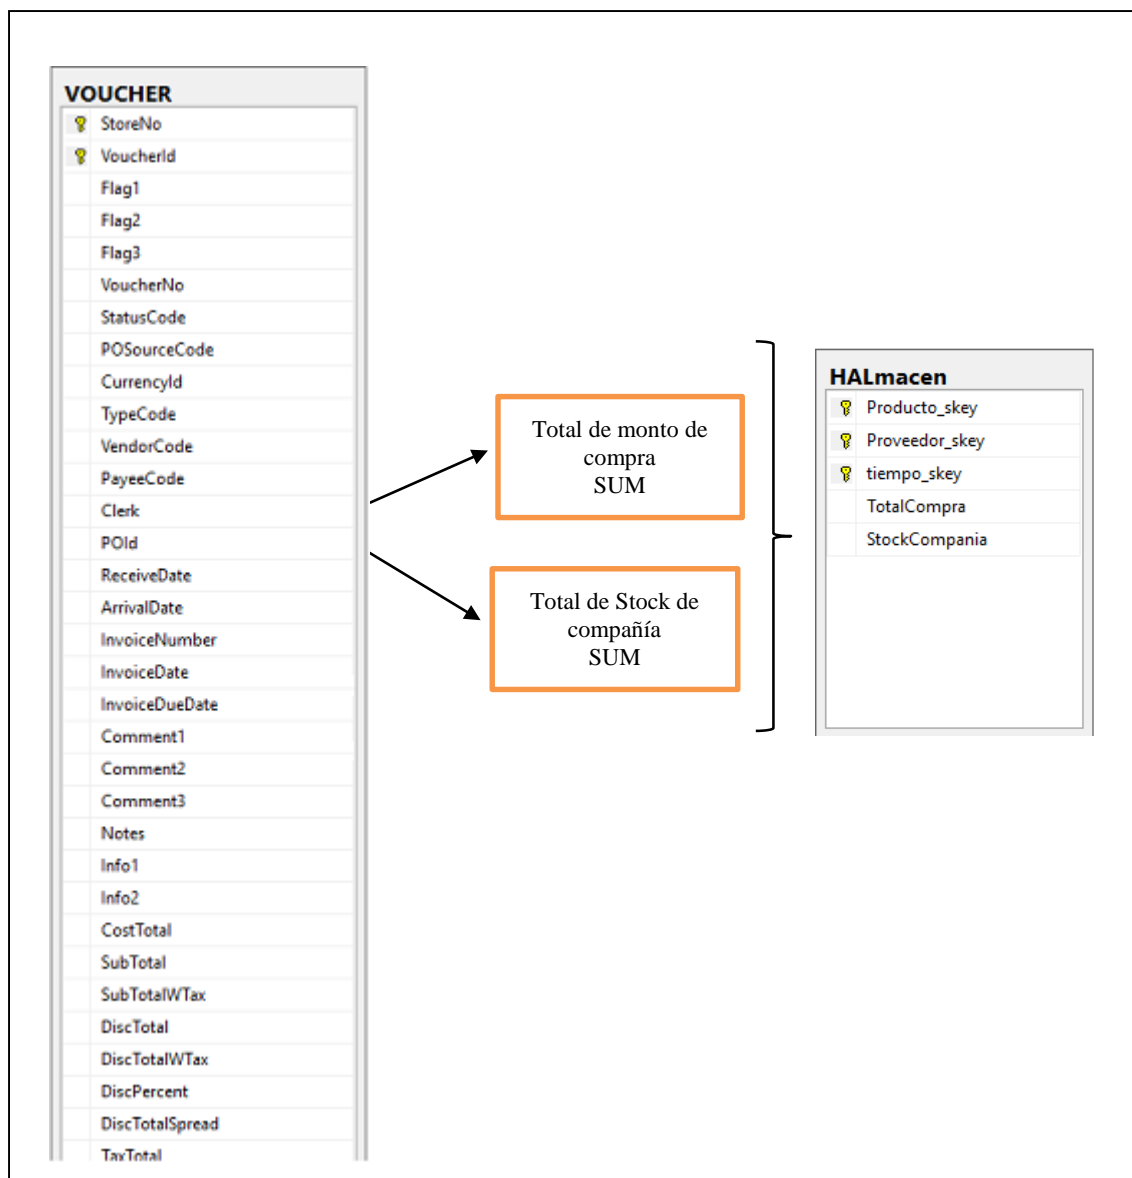 VOUCHER
StoreNo
VoucherId
Flag1
Flag2
Flag3
VoucherNo
StatusCode
POSourceCode
CurrencyId
TypeCode
VendorCode
PayeeCode
Clerk
POId
ReceiveDate
ArrivalDate
InvoiceNumber
InvoiceDate
InvoiceDueDate
Comment1
Comment2
Comment3
Notes
Info1
Info2
CostTotal
SubTotal
SubTotalWTax
DiscTotal
DiscTotalWTax
DiscPercent
DiscTotalSpread
TaxTotal
Total de monto de
compra
SUM
Total de Stock de
compañía
SUM
HALmacen
Producto_skey
Proveedor_skey
tiempo_skey
TotalCompra
StockCompania